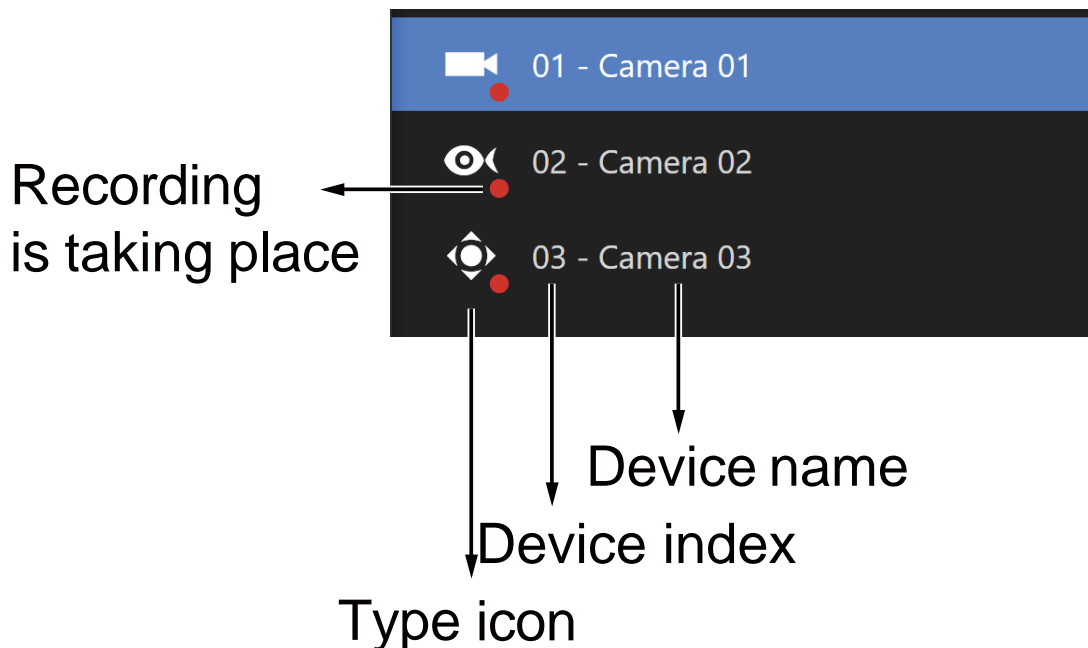 01 - Camera 01
02 - Camera 02
03 - Camera 03
Recording
is taking place
Device name
Device index
Type icon